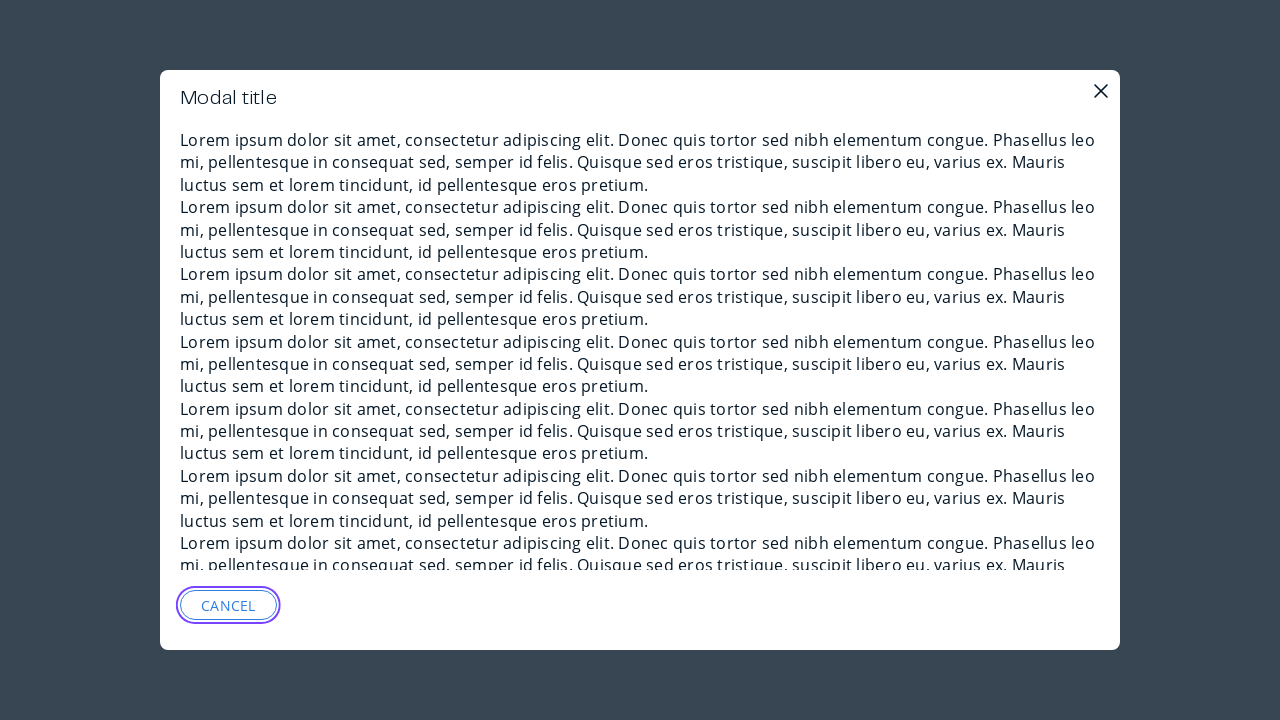 Modal title
Lorem ipsum dolor sit amet, consectetur adipiscing elit. Donec quis tortor sed nibh elementum congue. Phasellus leo
mi, pellentesque in consequat sed, semper id felis. Quisque sed eros tristique, suscipit libero eu, varius ex. Mauris
luctus sem et lorem tincidunt, id pellentesque eros pretium.
Lorem ipsum dolor sit amet, consectetur adipiscing elit. Donec quis tortor sed nibh elementum congue. Phasellus leo
mi, pellentesque in consequat sed, semper id felis. Quisque sed eros tristique, suscipit libero eu, varius ex. Mauris
luctus sem et lorem tincidunt, id pellentesque eros pretium.
Lorem ipsum dolor sit amet, consectetur adipiscing elit. Donec quis tortor sed nibh elementum congue. Phasellus leo
mi, pellentesque in consequat sed, semper id felis. Quisque sed eros tristique, suscipit libero eu, varius ex. Mauris
luctus sem et lorem tincidunt, id pellentesque eros pretium.
Lorem ipsum dolor sit amet, consectetur adipiscing elit. Donec quis tortor sed nibh elementum congue. Phasellus leo
mi, pellentesque in consequat sed, semper id felis. Quisque sed eros tristique, suscipit libero eu, varius ex. Mauris
luctus sem et lorem tincidunt, id pellentesque eros pretium.
Lorem ipsum dolor sit amet, consectetur adipiscing elit. Donec quis tortor sed nibh elementum congue. Phasellus leo
mi, pellentesque in consequat sed, semper id felis. Quisque sed eros tristique, suscipit libero eu, varius ex. Mauris
luctus sem et lorem tincidunt, id pellentesque eros pretium.
Lorem ipsum dolor sit amet, consectetur adipiscing elit. Donec quis tortor sed nibh elementum congue. Phasellus leo
mi, pellentesque in consequat sed, semper id felis. Quisque sed eros tristique, suscipit libero eu, varius ex. Mauris
luctus sem et lorem tincidunt, id pellentesque eros pretium.
Lorem ipsum dolor sit amet, consectetur adipiscing elit. Donec quis tortor sed nibh elementum congue. Phasellus leo
mi, pellentesque in consequat sed, semper id felis. Quisque sed eros tristique, suscipit libero eu, varius ex. Mauris
CANCEL